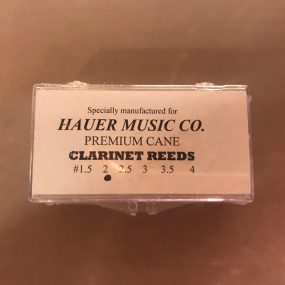 Specially manufactured for
HAUER MUSIC CO.
PREMIUM CANE
CLARINET REEDS
#1.5 2 2.5 3 3.5 4